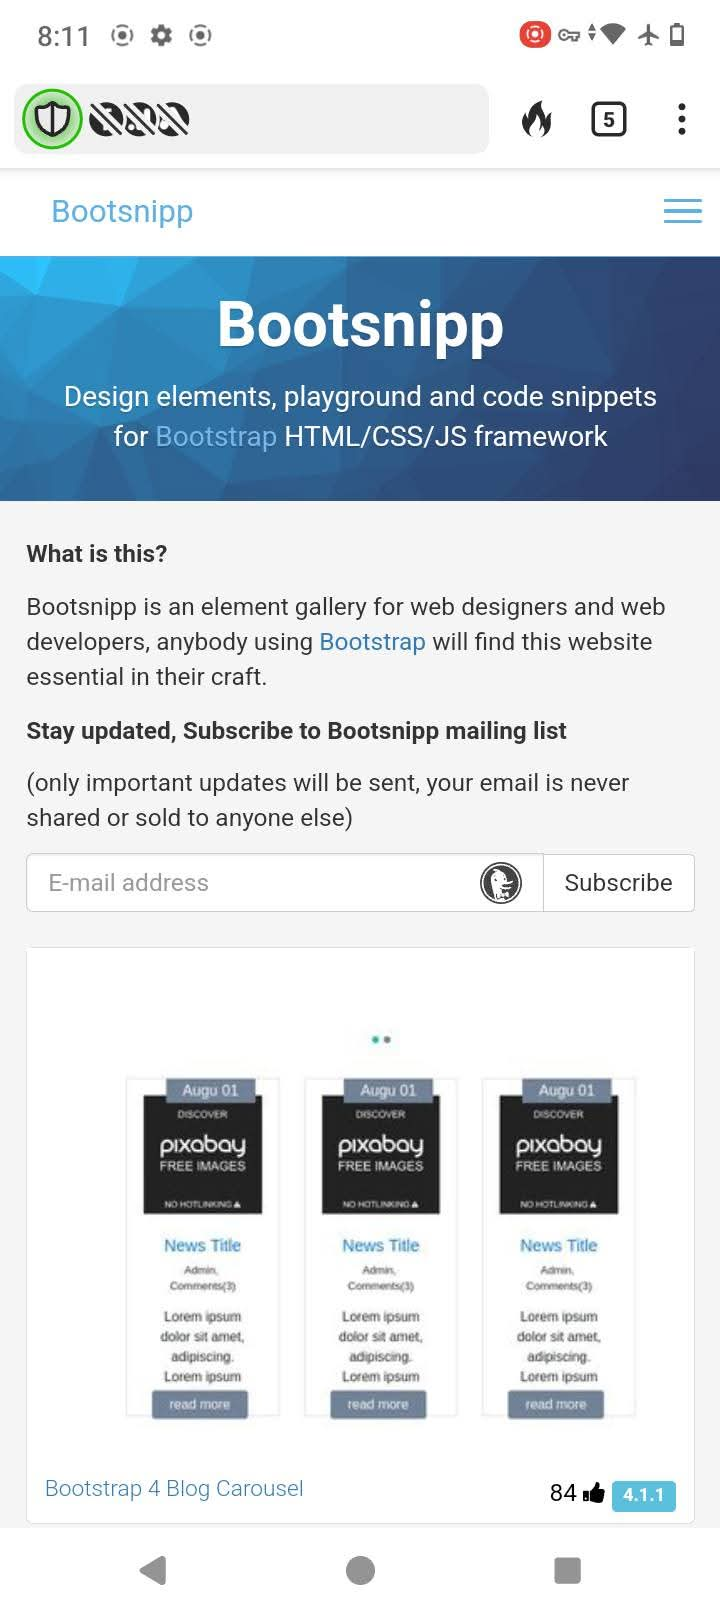 8:11
5
Bootsnipp
Bootsnipp
Design elements, playground and code snippets
for Bootstrap HTML/CSS/JS framework
What is this?
Bootsnipp is an element gallery for web designers and web
developers, anybody using Bootstrap will find this website
essential in their craft.
Stay updated, Subscribe to Bootsnipp mailing list
(only important updates will be sent, your email is never
shared or sold to anyone else)
E-mail address
Subscribe
Augu 01
DISCOVER
pixabay
FREE IMAGES
NO HOTLINKING
News Title
Admin,
Comments(3)
Lorem ipsum
dolor sit amet,
adipiscing.
Lorem ipsum
read more
Augu 01
DISCOVER
pixabay
FREE IMAGES
NO HOTLINKING
News Title
Admin,
Comments(3)
Lorem ipsum
dolor sit amet,
adipiscing.
Lorem ipsum
read more
Augu 01
DISCOVER
pixabay
FREE IMAGES
NO HOTLINKING
News Title
Admin,
Comments(3)
Lorem ipsum
dolor sit amet,
adipiscing.
Lorem ipsum
read more
Bootstrap 4 Blog Carousel
84
4.1.1